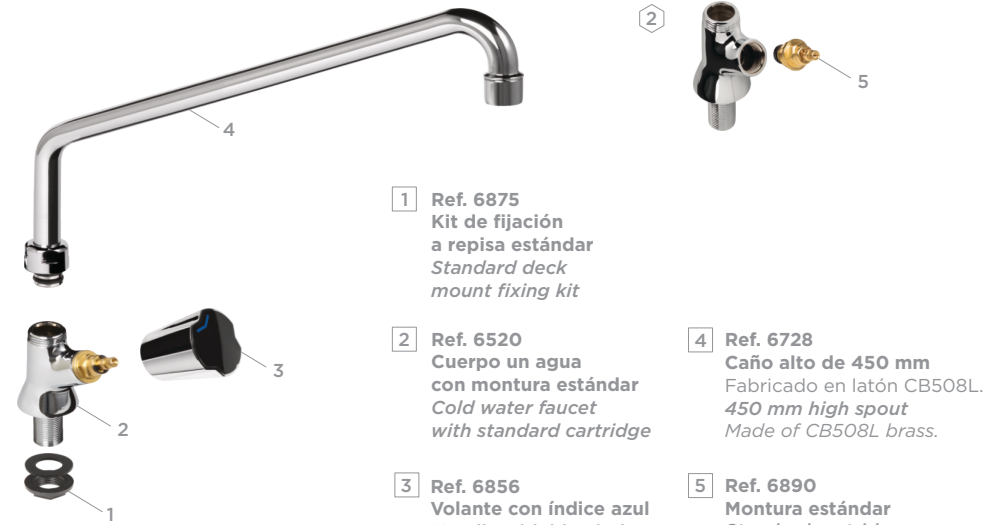 2
5
4
1 Ref. 6875
Kit de fijación
a repisa estándar
Standard deck
mount fixing kit
3
2
1
2 Ref. 6520
Cuerpo un agua
con montura estándar
Cold water faucet
with standard cartridge
4 Ref. 6728
Caño alto de 450 mm
Fabricado en latón CB508L.
450 mm high spout
Made of CB508L brass.
3 Ref. 6856
Volante con índice azul
5 Ref. 6890
Montura estándar